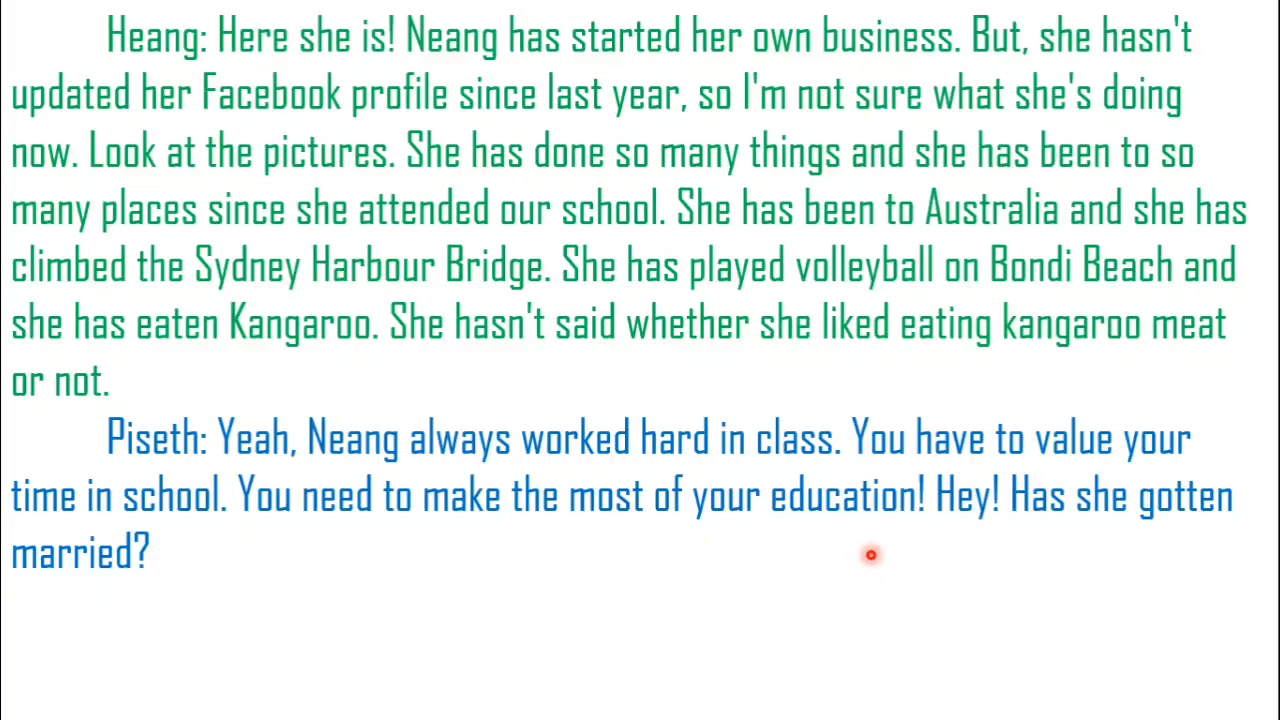 Heang: Here she is! Neang has started her own business. But, she hasn't
updated her Facebook profile since last year, so I'm not sure what she's doing
now. Look at the pictures. She has done so many things and she has been to so
many places since she attended our school. She has been to Australia and she has
climbed the Sydney Harbour Bridge. She has played volleyball on Bondi Beach and
she has eaten Kangaroo. She hasn't said whether she liked eating kangaroo meat
or not.
Piseth: Yeah, Neang always worked hard in class. You have to value your
time in school. You need to make the most of your education! Hey! Has she gotten
married?